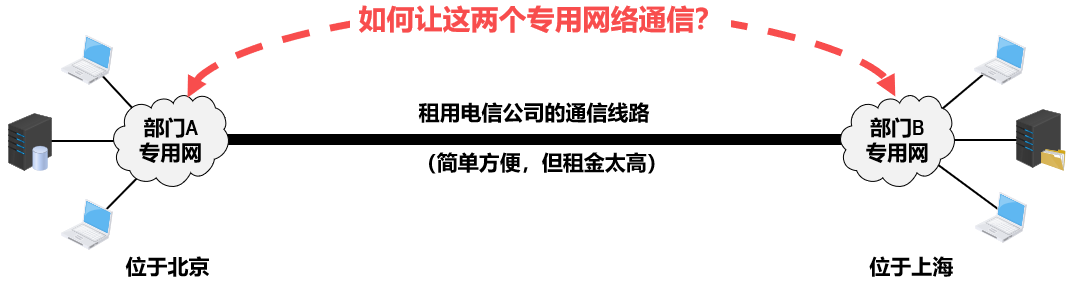 如何让这两个专用网络通信？
租用电信公司的通信线路
部门A
专用网
部门B
专用网
（简单方便，但租金太高）
位于北京
位于上海